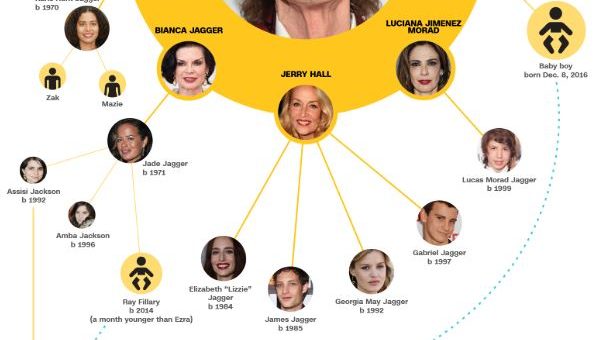 b 1970
BIANCA JAGGER
LUCIANA JIMENEZ
MORAD
JERRY HALL
Baby boy
born Dec. 8, 2016
Zak
Mazie
Jade Jagger
b 1971
Lucas Morad Jagger
b 1999
Assisi Jackson
b 1992
Amba Jackson
b 1996
Gabriel Jagger
b 1997
Ray Fillary
b 2014
(a month younger than Ezra)
Elizabeth "Lizzie"
Jagger
b 1984
Georgia May Jagger
b 1992
James Jagger
b 1985